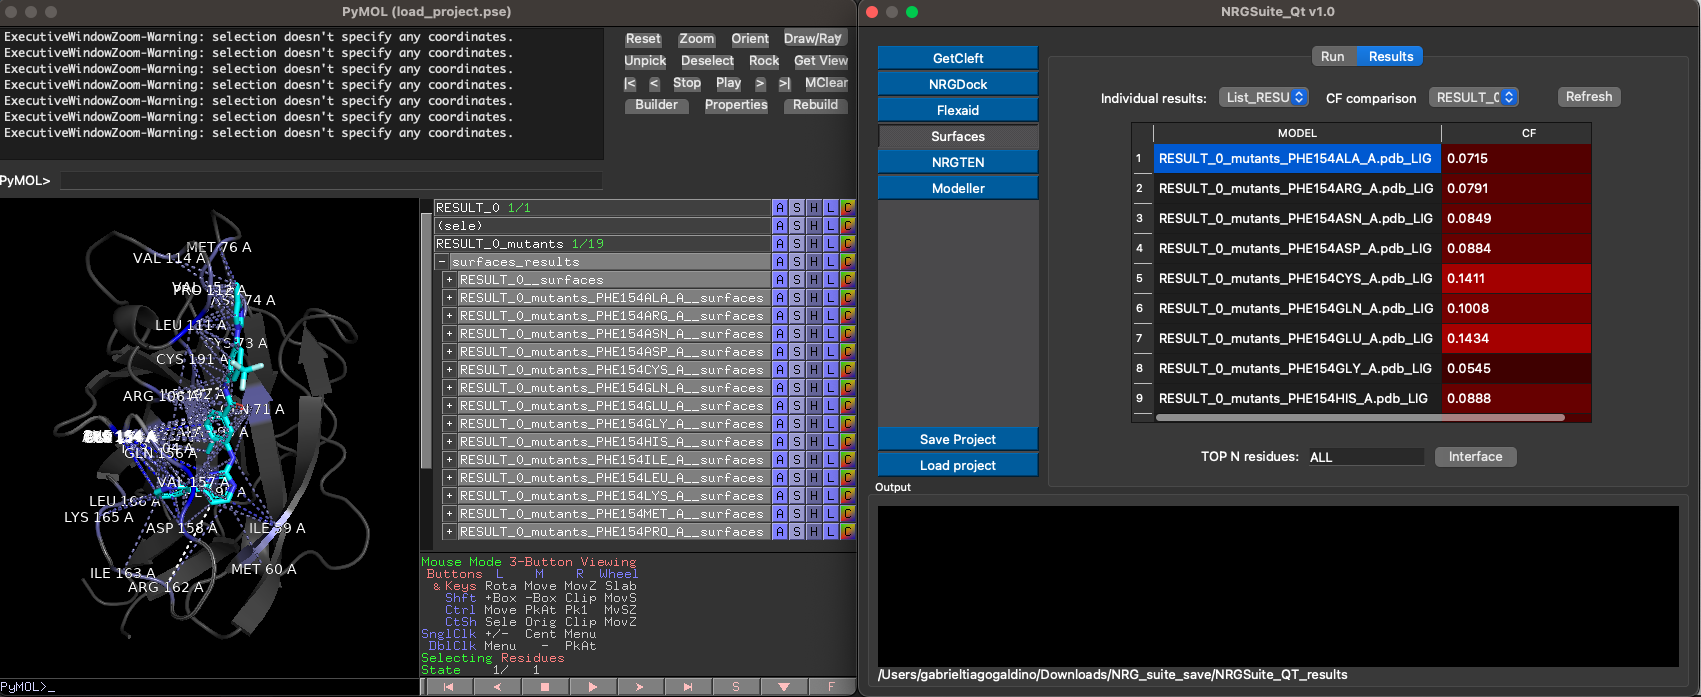 PyMOL (load_project.pse)
ExecutiveWindowZoom-Warning: selection doesn't specify any coordinates.
ExecutiveWindowZoom-Warning: selection doesn't specify any coordinates.
ExecutiveWindowZoom-Warning: selection doesn't specify any coordinates.
ExecutiveWindowZoom-Warning: selection doesn't specify any coordinates.
ExecutiveWindowZoom-Warning: selection doesn't specify any coordinates.
ExecutiveWindowZoom-Warning: selection doesn't specify any coordinates.
ExecutiveWindowZoom-Warning: selection doesn't specify any coordinates.
Reset Zoom Orient Draw/Ray
Unpick Deselect Rock Get View
|< < Stop Play > >| MClear
Builder Properties Rebuild
PyMOL>
MET 76 A
VAL 114 A
PRO 112 A
74 A
LEU 111 A
CYS 73 A
CYS 191 A
ARG 106 A
71 A
GLN 156 A
VAL 157 A
LEU 166 A
LYS 165 A
ASP 158 A
ILE 59 A
ILE 163 A
MET 60 A
ARG 162 A
PyMOL>_
RESULT_0 1/1 A S H L C
(sele) A S H L C
RESULT_0_mutants 1/19 A S H L C
- surfaces_results A S H L C
+ RESULT_0__surfaces A S H L C
+ RESULT_0_mutants_PHE154ALA_A__surfaces A S H L C
+ RESULT_0_mutants_PHE154ARG_A__surfaces A S H L C
+ RESULT_0_mutants_PHE154ASN_A__surfaces A S H L C
+ RESULT_0_mutants_PHE154ASP_A__surfaces A S H L C
+ RESULT_0_mutants_PHE154CYS_A__surfaces A S H L C
+ RESULT_0_mutants_PHE154GLN_A__surfaces A S H L C
+ RESULT_0_mutants_PHE154GLU_A__surfaces A S H L C
+ RESULT_0_mutants_PHE154GLY_A__surfaces A S H L C
+ RESULT_0_mutants_PHE154HIS_A__surfaces A S H L C
+ RESULT_0_mutants_PHE154ILE_A__surfaces A S H L C
+ RESULT_0_mutants_PHE154LEU_A__surfaces A S H L C
+ RESULT_0_mutants_PHE154LYS_A__surfaces A S H L C
+ RESULT_0_mutants_PHE154MET_A__surfaces A S H L C
+ RESULT_0_mutants_PHE154PRO_A__surfaces A S H L C
Mouse Mode 3-Button Viewing
Buttons L M R Wheel
& Keys Rota Move MovZ Slab
Shft +Box -Box Clip MovS
Ctrl Move PkAt Pk1 MvSZ
CtSh Sele Orig Clip MovZ
SnglClk +/- Cent Menu
DblClk Menu - PkAt
Selecting Residues
State 1/ 1
S F
NRGSuite_Qt v1.0
GetCleft
NRGDock
Flexaid
Surfaces
NRGTEN
Modeller
Save Project
Load project
Run Results
Individual results: List_RESU CF comparison RESULT_0 Refresh
MODEL CF
1 RESULT_0_mutants_PHE154ALA_A.pdb_LIG 0.0715
2 RESULT_0_mutants_PHE154ARG_A.pdb_LIG 0.0791
3 RESULT_0_mutants_PHE154ASN_A.pdb_LIG 0.0849
4 RESULT_0_mutants_PHE154ASP_A.pdb_LIG 0.0884
5 RESULT_0_mutants_PHE154CYS_A.pdb_LIG 0.1411
6 RESULT_0_mutants_PHE154GLN_A.pdb_LIG 0.1008
7 RESULT_0_mutants_PHE154GLU_A.pdb_LIG 0.1434
8 RESULT_0_mutants_PHE154GLY_A.pdb_LIG 0.0545
9 RESULT_0_mutants_PHE154HIS_A.pdb_LIG 0.0888
TOP N residues: ALL Interface
Output
/Users/gabrieltiagogaldino/Downloads/NRG_suite_save/NRGSuite_QT_results